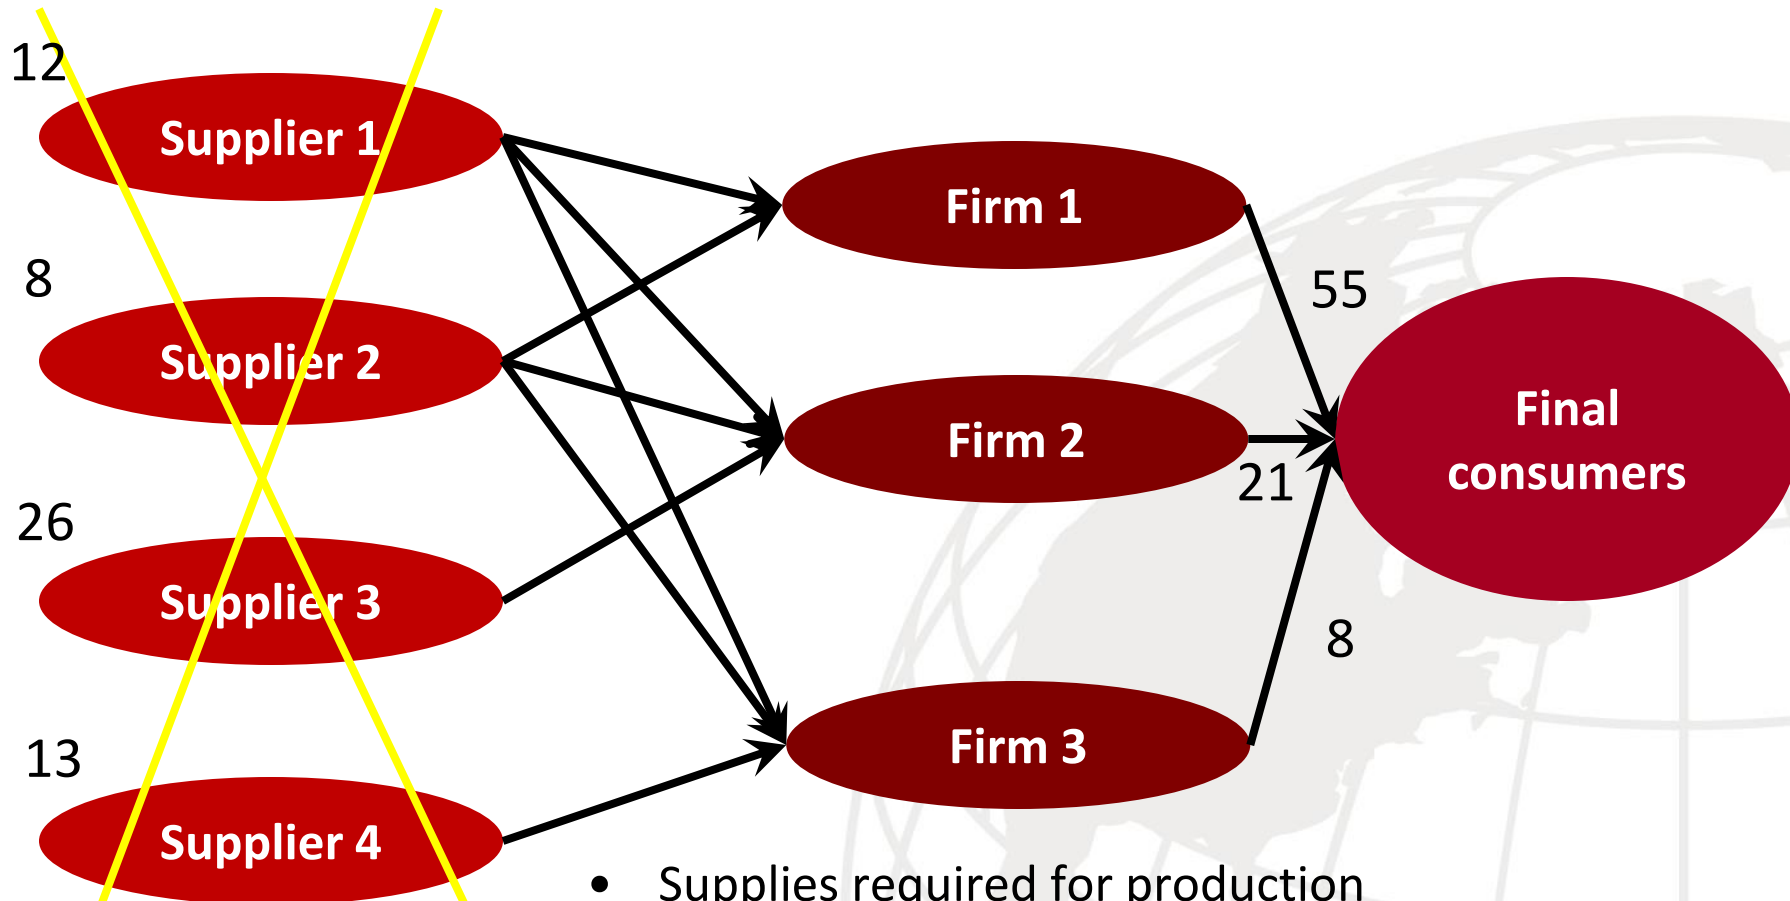 12
Supplier 1
8
Supplier 2
26
Supplier 3
13
Supplier 4
Firm 1
Firm 2
Firm 3
55
21
8
Final
consumers
• Supplies required for production